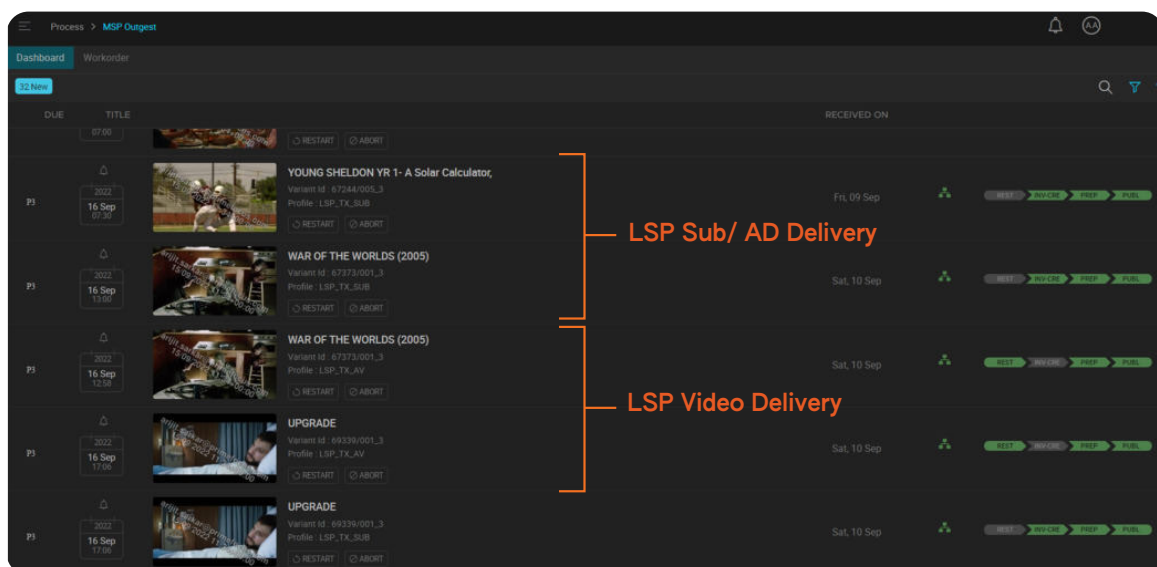 Process > MSP Outgest
AA
Dashboard Workorder
32 New
DUE TITLE RECEIVED ON
07:00
RESTART ABORT
YOUNG SHELDON YR 1- A Solar Calculator,
P3 2022 16 Sep 07:30
Variant Id : 67244/005_3
Profile : LSP_TX_SUB
RESTART ABORT
Fri, 09 Sep
REST INV-CRE PREP PUBL
LSP Sub/ AD Delivery
WAR OF THE WORLDS (2005)
P3 2022 16 Sep 13:00
Variant Id : 67373/001_3
Profile : LSP_TX_SUB
RESTART ABORT
Sat, 10 Sep
REST INV-CRE PREP PUBL
WAR OF THE WORLDS (2005)
P3 2022 16 Sep 12:58
Variant Id : 67373/001_3
Profile : LSP_TX_AV
RESTART ABORT
Sat, 10 Sep
REST INV-CRE PREP PUBL
LSP Video Delivery
UPGRADE
P3 2022 16 Sep 17:06
Variant Id : 69339/001_3
Profile : LSP_TX_AV
RESTART ABORT
Sat, 10 Sep
REST INV-CRE PREP PUBL
UPGRADE
P3 2022 16 Sep 17:06
Variant Id : 69339/001_3
Profile : LSP_TX_SUB
RESTART ABORT
Sat, 10 Sep
REST INV-CRE PREP PUBL